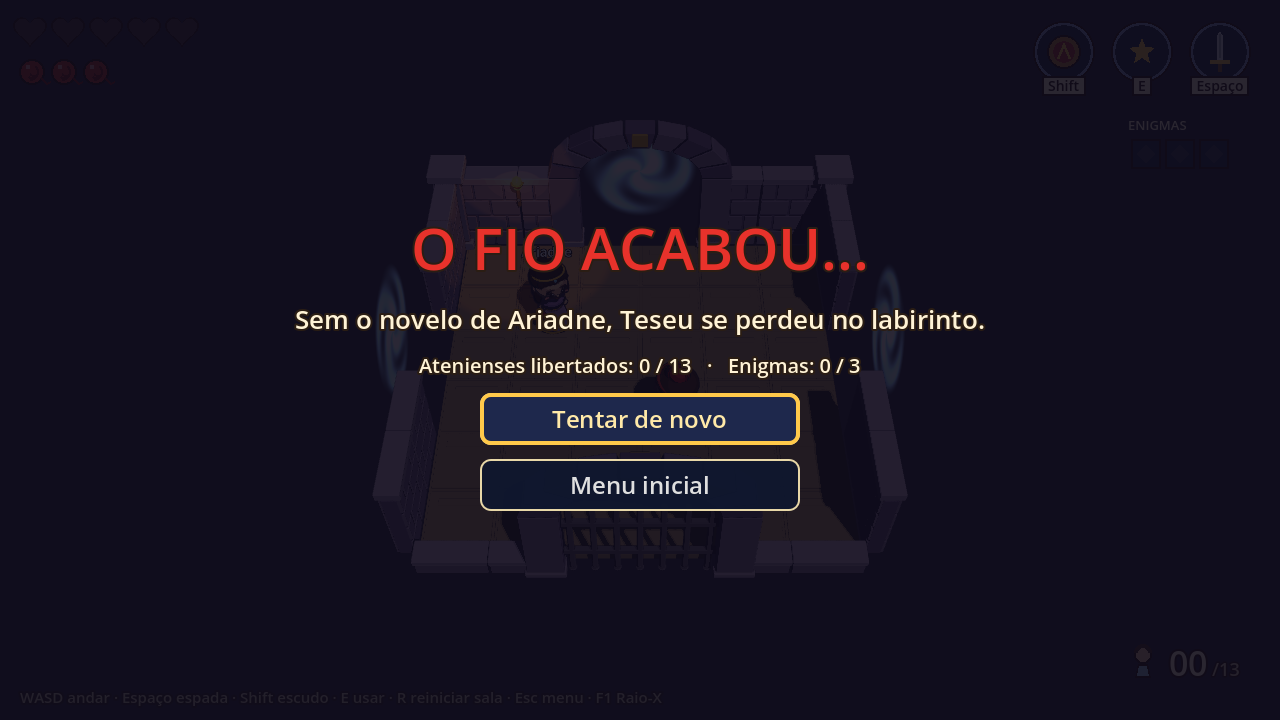 Shift
E
Espaço
ENIGMAS
O FIO ACABOU...
Sem o novelo de Ariadne, Teseu se perdeu no labirinto.
Atenienses libertados: 0 / 13 · Enigmas: 0 / 3
Tentar de novo
Menu inicial
00 /13
WASD andar · Espaço espada · Shift escudo · E usar · R reiniciar sala · Esc menu · F1 Raio-X